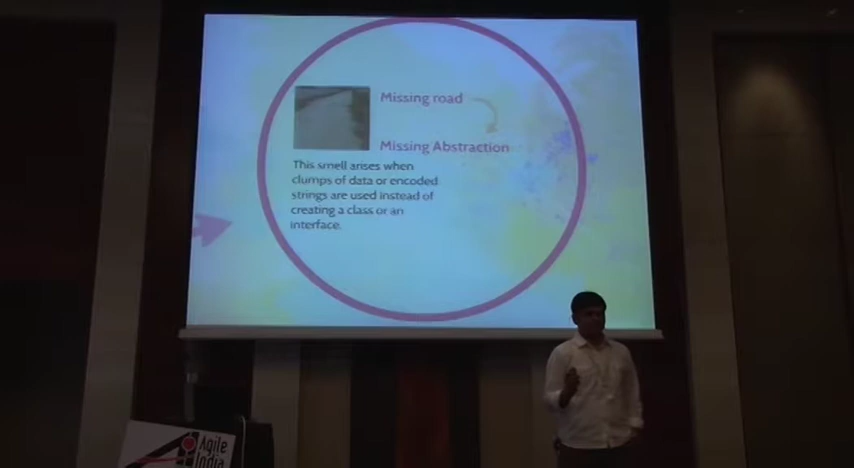 Missing road
Missing Abstraction
This smell arises when
clumps of data or encoded
strings are used instead of
creating a class or an
interface.
Agile
India